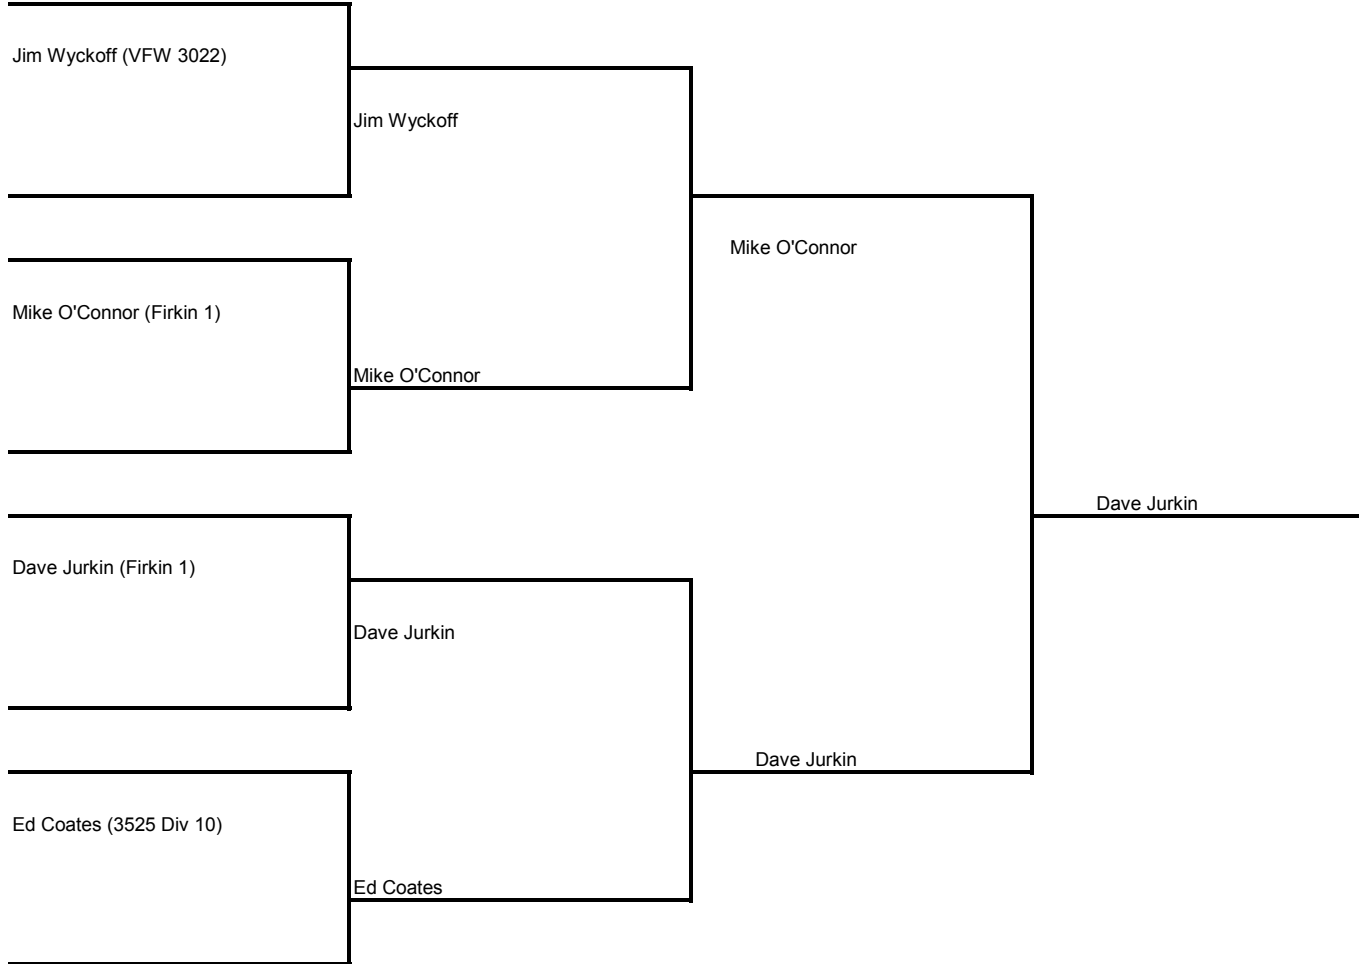 Jim Wyckoff (VFW 3022)
Jim Wyckoff
Mike O'Connor
Mike O'Connor (Firkin 1)
Mike O'Connor
Dave Jurkin
Dave Jurkin (Firkin 1)
Dave Jurkin
Dave Jurkin
Ed Coates (3525 Div 10)
Ed Coates